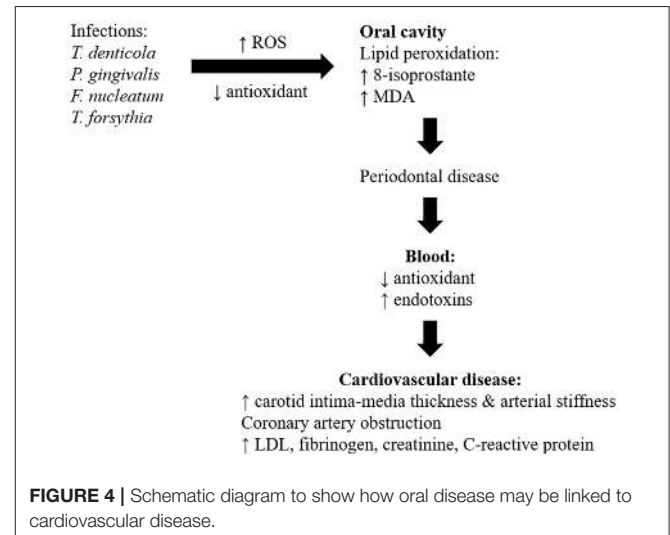 Infections:
T. denticola
P. gingivalis
F. nucleatum
T. forsythia
↑ ROS
↓ antioxidant
Oral cavity
Lipid peroxidation:
↑ 8-isoprostante
↑ MDA
Periodontal disease
Blood:
↓ antioxidant
↑ endotoxins
Cardiovascular disease:
↑ carotid intima-media thickness & arterial stiffness
Coronary artery obstruction
↑ LDL, fibrinogen, creatinine, C-reactive protein
FIGURE 4 | Schematic diagram to show how oral disease may be linked to
cardiovascular disease.